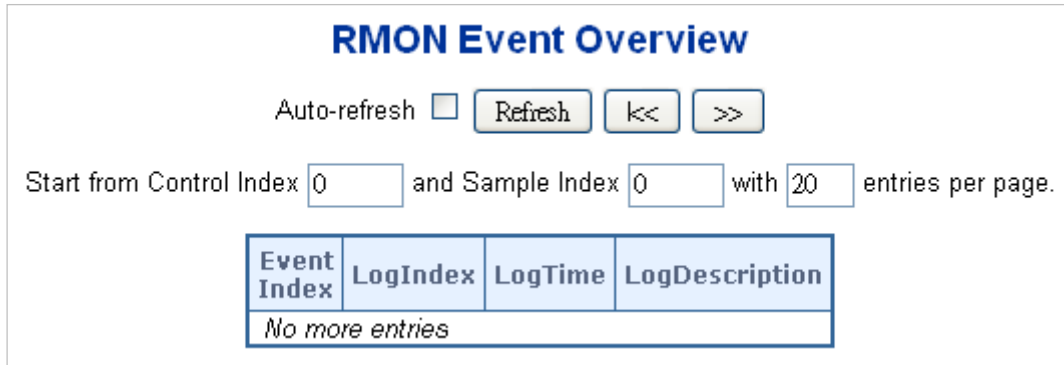 RMON Event Overview
Auto-refresh Refresh |<< >>
Start from Control Index 0 and Sample Index 0 with 20 entries per page.
Event Index LogIndex LogTime LogDescription
No more entries